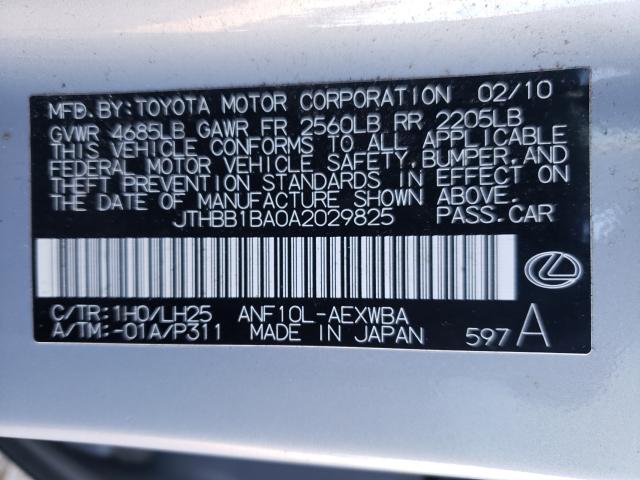 MFD.BY:TOYOTA MOTOR CORPORATION 02/10
GVWR 4685LB GAWR FR 2560LB RR 2205LB
THIS VEHICLE CONFORMS TO ALL APPLICABLE
FEDERAL MOTOR VEHICLE SAFETY,BUMPER,AND
THEFT PREVENTION STANDARDS IN EFFECT ON
THE DATE OF MANUFACTURE SHOWN ABOVE.
JTHBB1BA0A2029825 PASS.CAR
C/TR:1H0/LH25 ANF10L-AEXWBA
A/TM:-01A/P311 MADE IN JAPAN 597 A